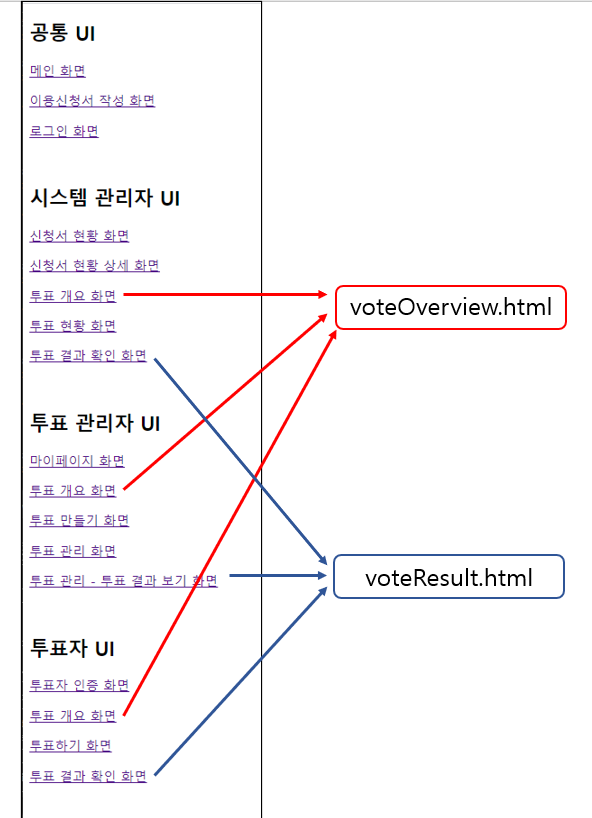 공통 UI
메인 화면
이용신청서 작성 화면
로그인 화면
시스템 관리자 UI
신청서 현황 화면
신청서 현황 상세 화면
투표 개요 화면
투표 현황 화면
투표 결과 확인 화면
투표 관리자 UI
마이페이지 화면
투표 개요 화면
투표 만들기 화면
투표 관리 화면
투표 관리 - 투표 결과 보기 화면
투표자 UI
투표자 인증 화면
투표 개요 화면
투표하기 화면
투표 결과 확인 화면
voteOverview.html
voteResult.html